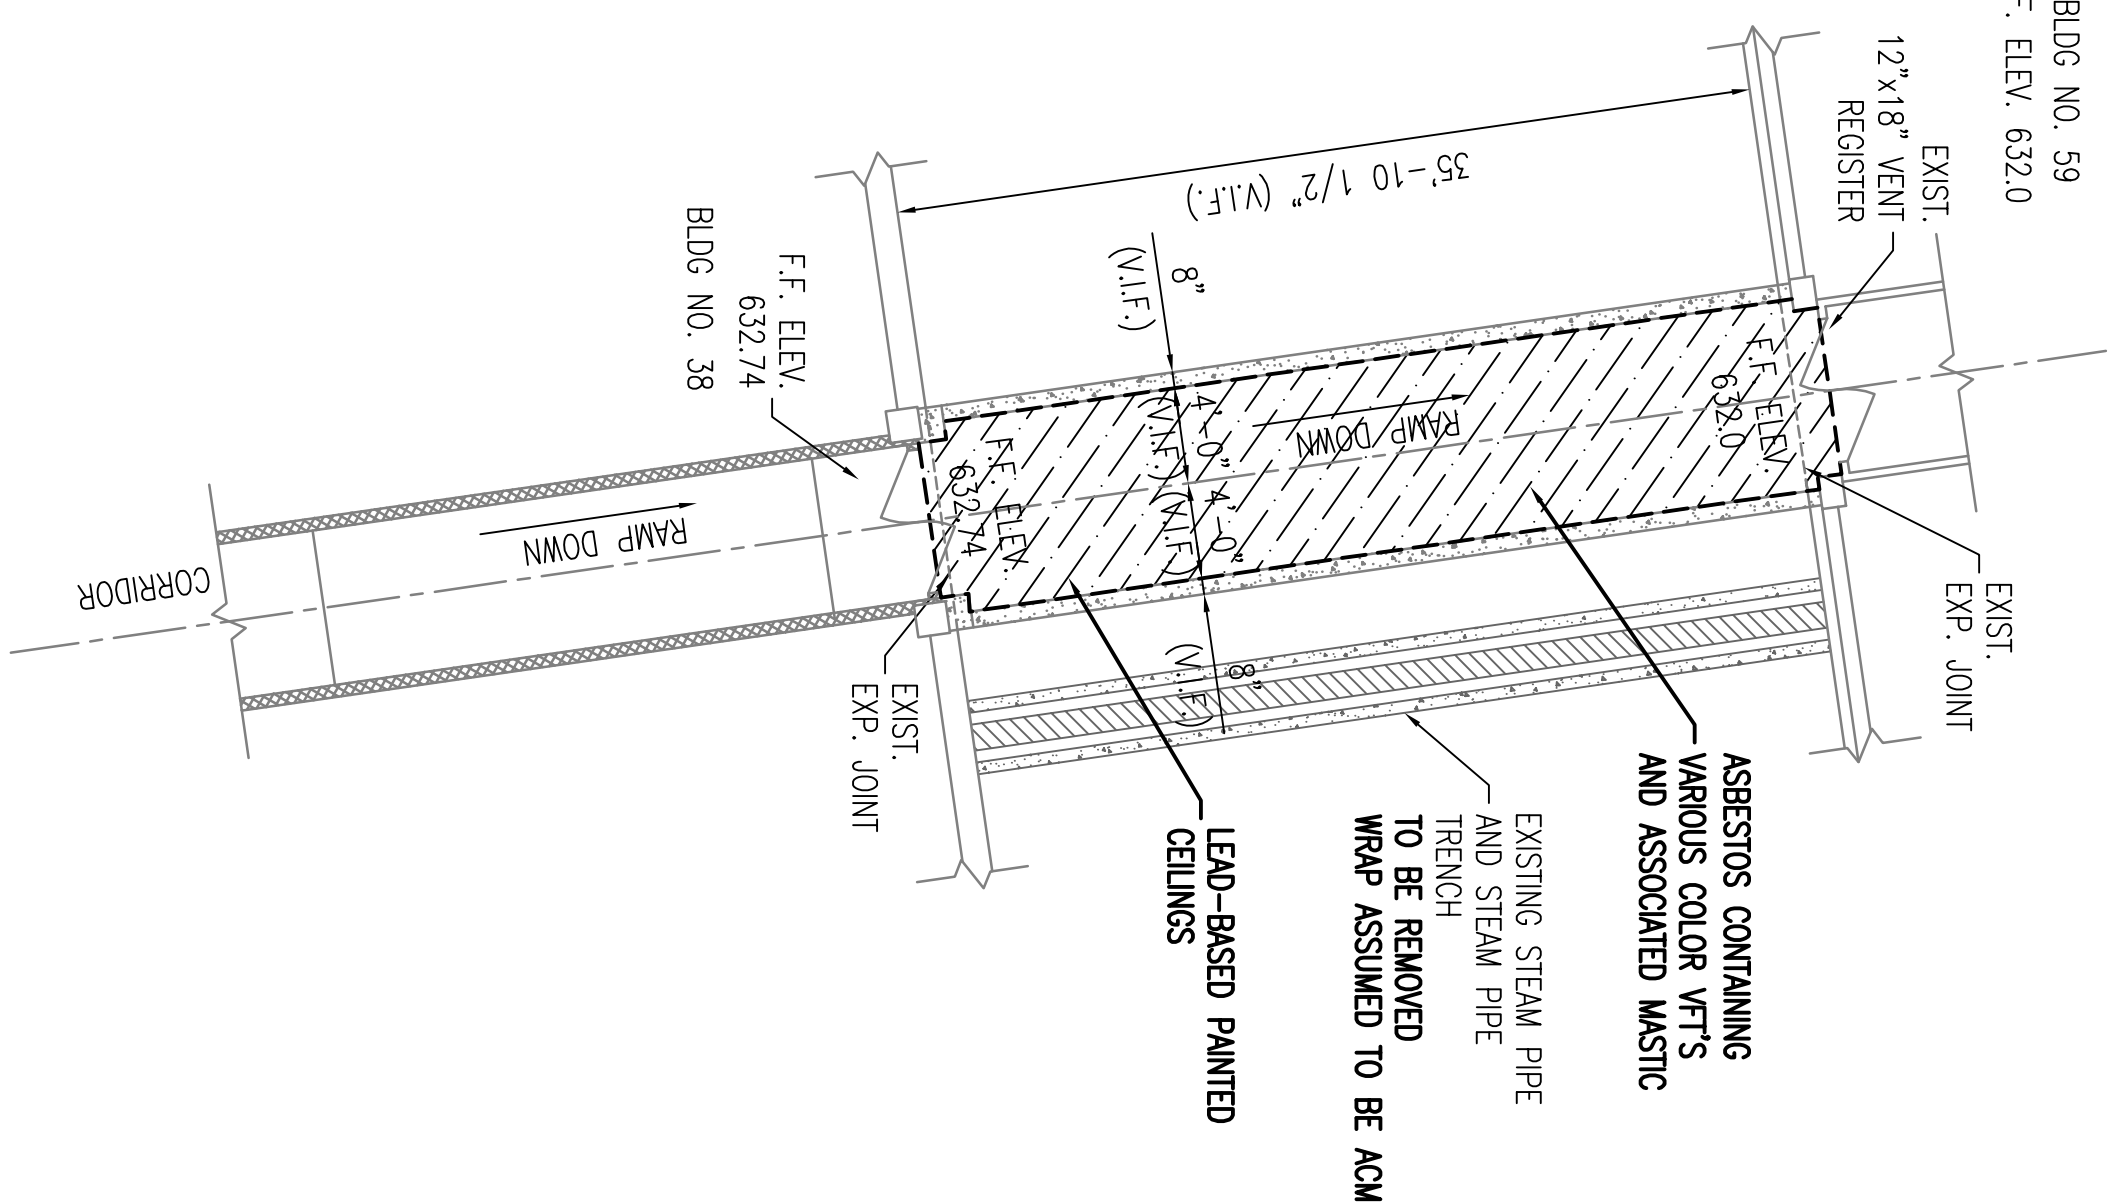 BLDG NO. 59
F. ELEV. 632.0
EXIST.
12"x18" VENT
REGISTER
35'-10 1/2" (V.I.F.)
8"
(V.I.F.)
4'-0"
(V.I.F.)
4'-0"
(V.I.F.)
8"
(V.I.F.)
F.F. ELEV.
632.0
RAMP DOWN
F.F. ELEV.
632.74
F.F. ELEV.
632.74
BLDG NO. 38
RAMP DOWN
CORRIDOR
EXIST.
EXP. JOINT
EXIST.
EXP. JOINT
ASBESTOS CONTAINING
VARIOUS COLOR VFT'S
AND ASSOCIATED MASTIC
EXISTING STEAM PIPE
AND STEAM PIPE
TRENCH
TO BE REMOVED
WRAP ASSUMED TO BE ACM
LEAD-BASED PAINTED
CEILINGS